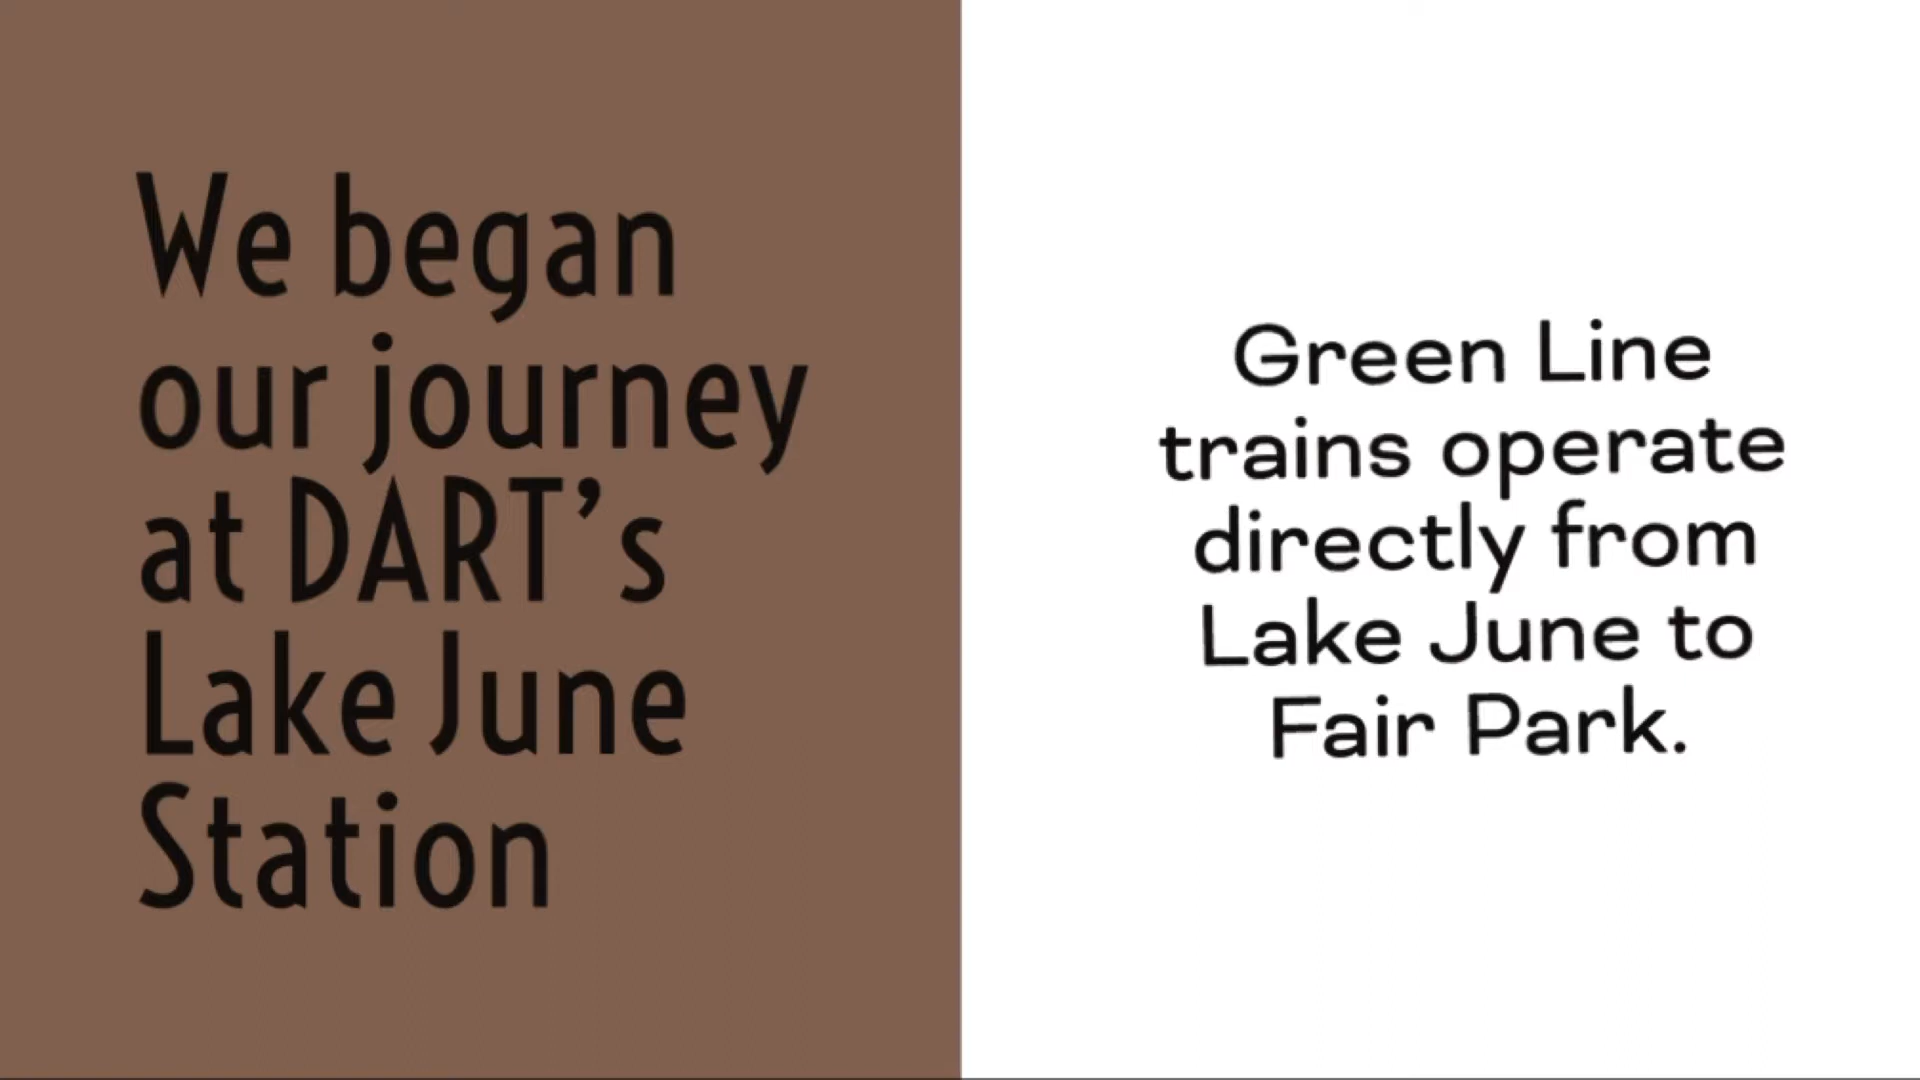 We began
our journey
at DART’s
Lake June
Station
Green Line
trains operate
directly from
Lake June to
Fair Park.